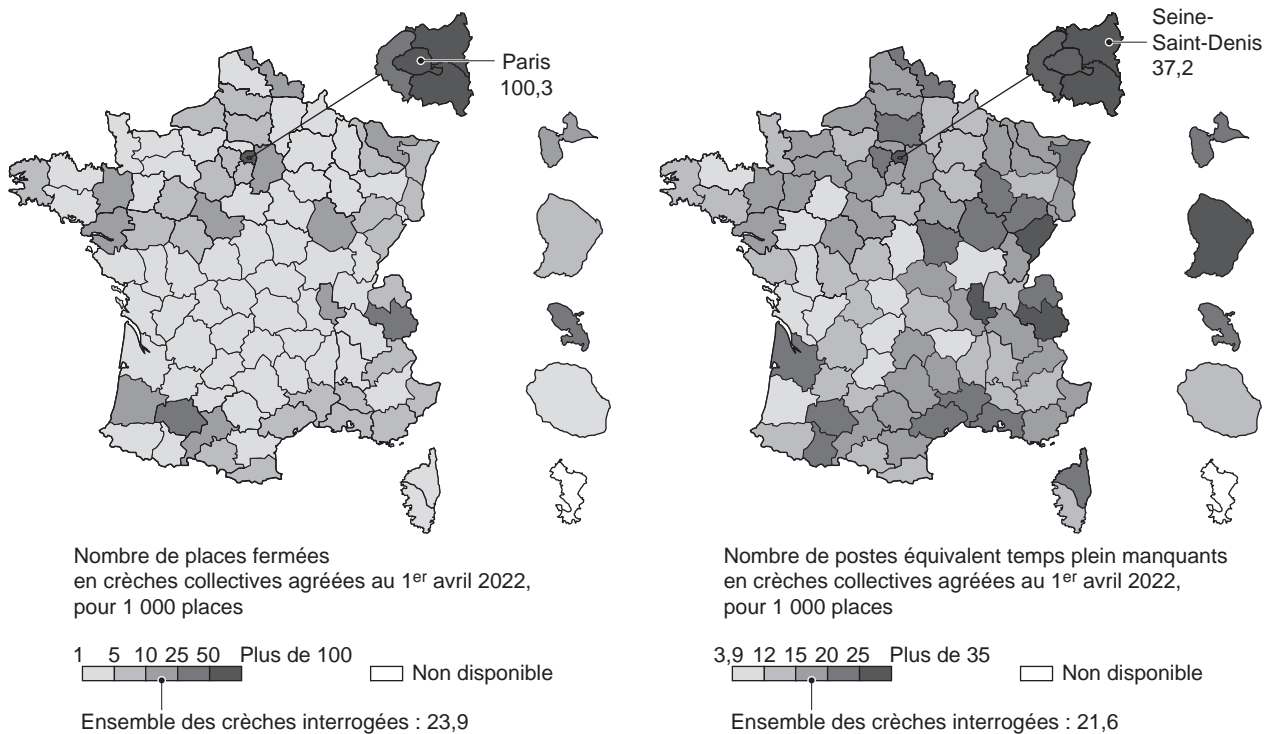 Paris
100,3
Seine-
Saint-Denis
37,2
Nombre de places fermées
en crèches collectives agréées au 1er avril 2022,
pour 1 000 places
1 5 10 25 50 Plus de 100
Non disponible
Ensemble des crèches interrogées : 23,9
Nombre de postes équivalent temps plein manquants
en crèches collectives agréées au 1er avril 2022,
pour 1 000 places
3,9 12 15 20 25 Plus de 35
Non disponible
Ensemble des crèches interrogées : 21,6